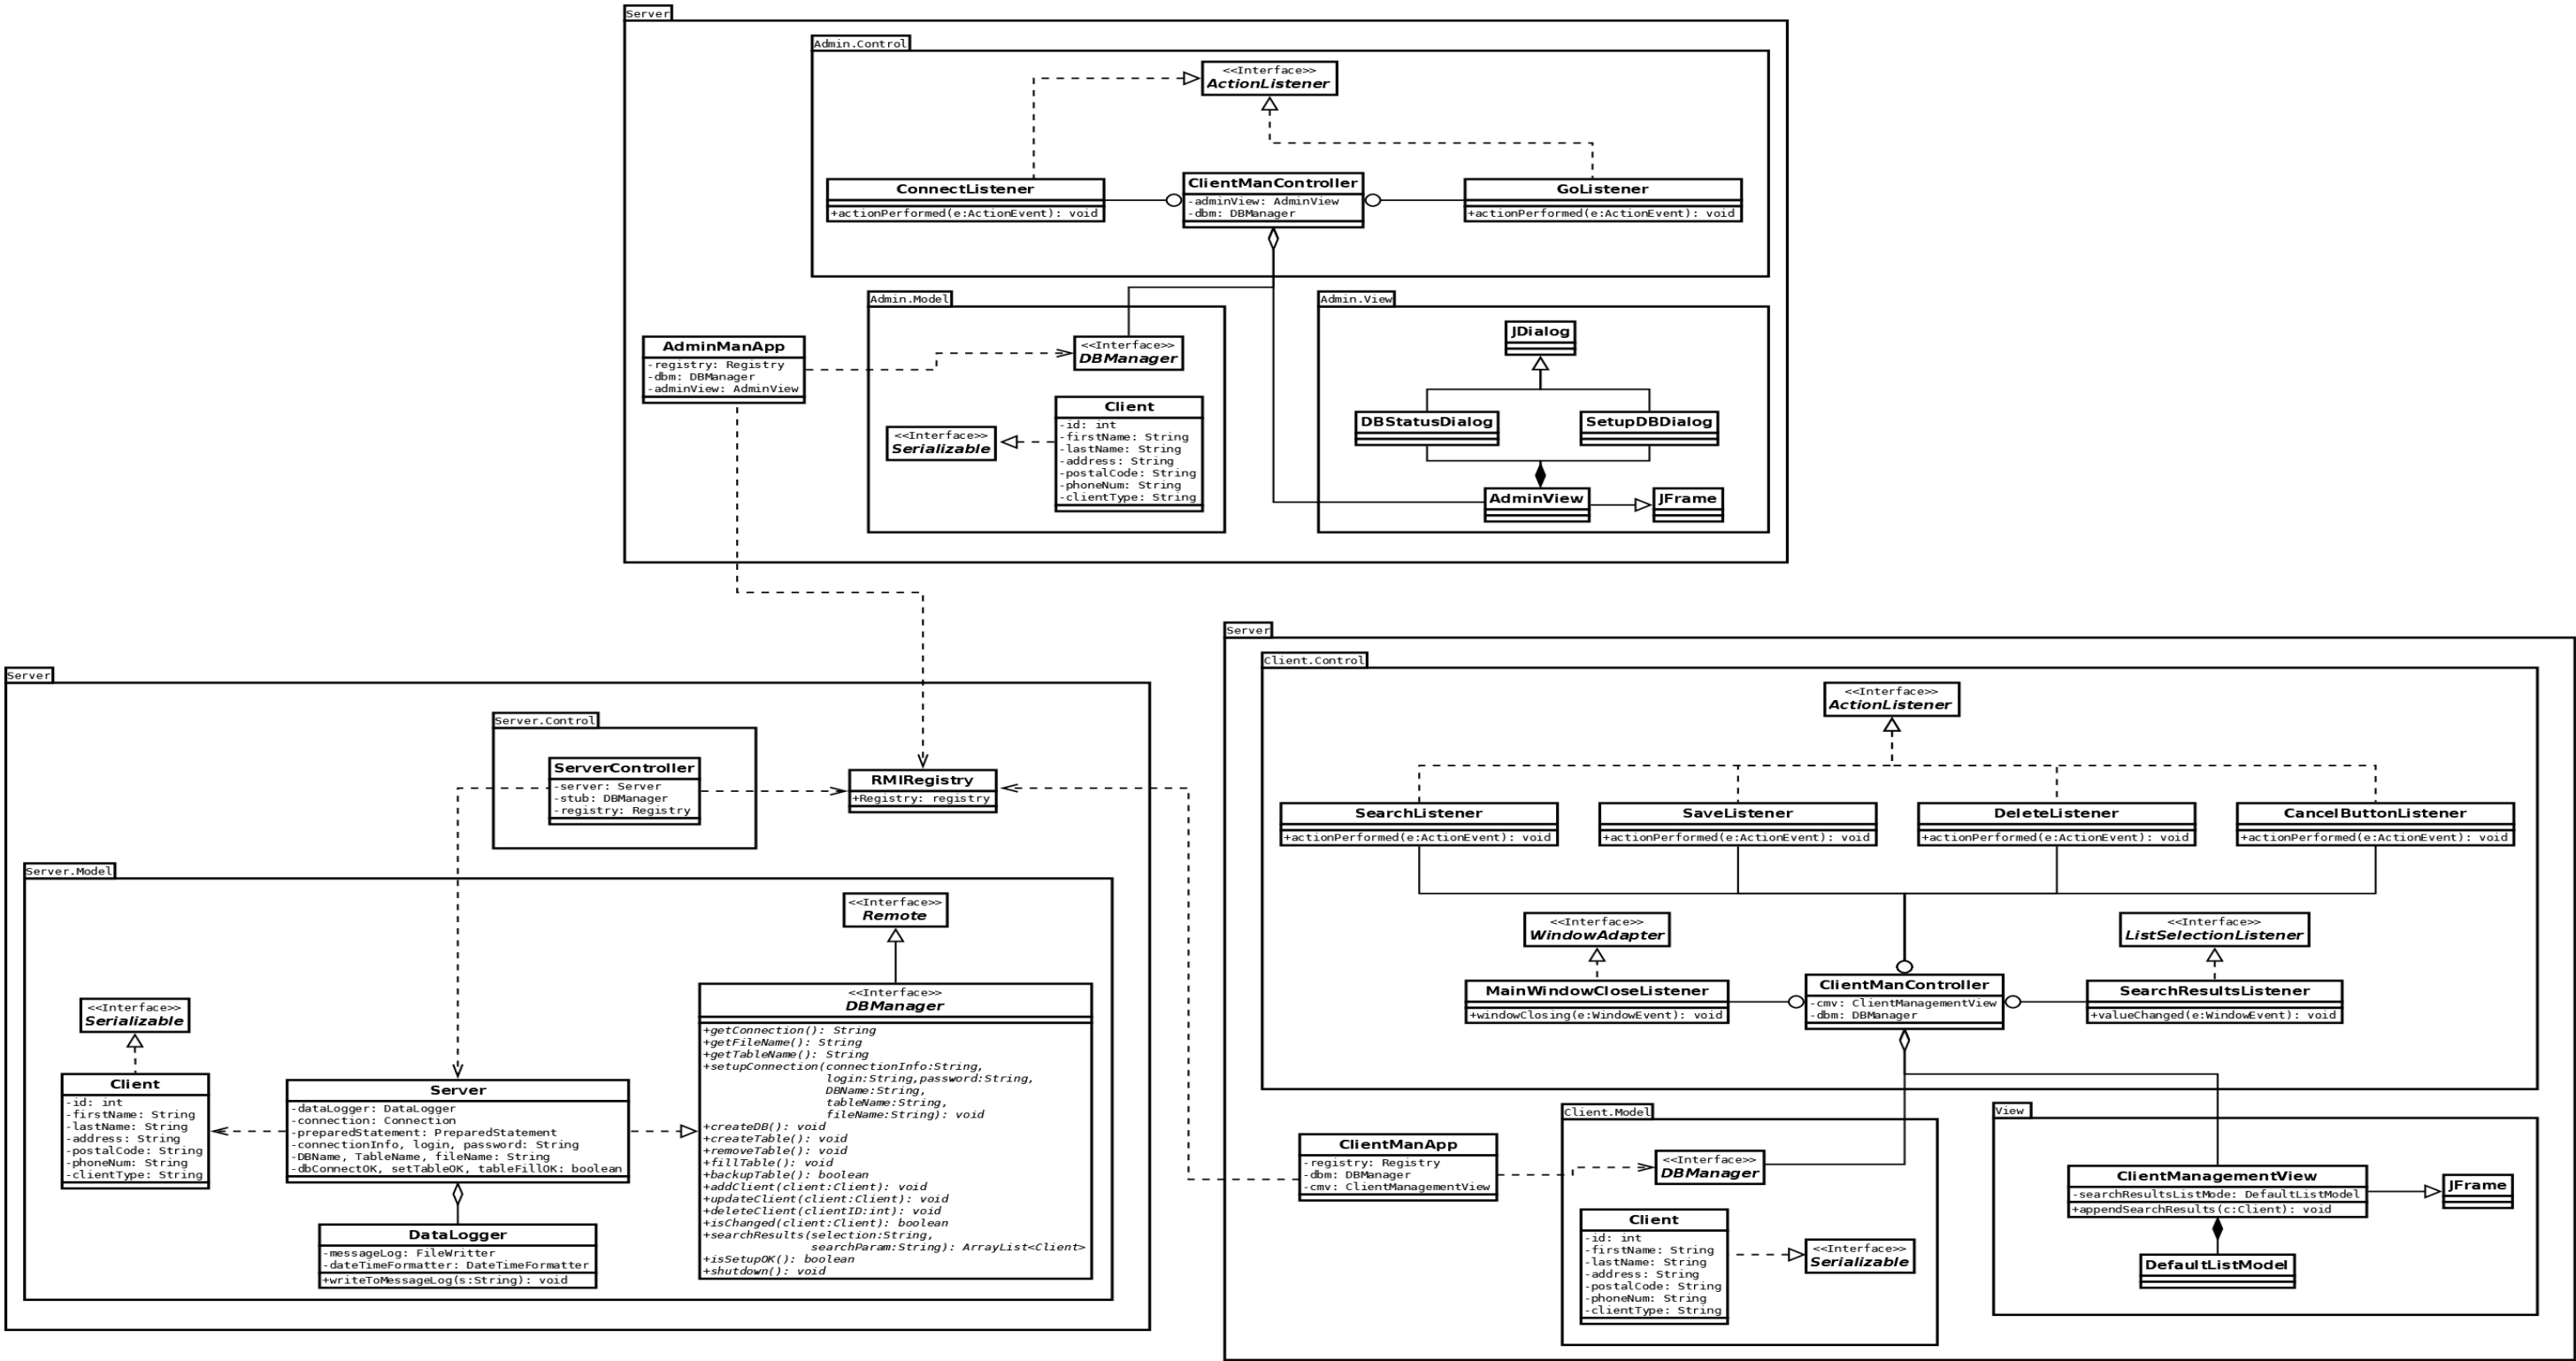 Server
Admin.Control
<<Interface>>
ActionListener
ConnectListener
+actionPerformed(e:ActionEvent): void
ClientManController
-adminView: AdminView
-dbm: DBManager
GoListener
+actionPerformed(e:ActionEvent): void
Admin.Model
AdminManApp
-registry: Registry
-dbm: DBManager
-adminView: AdminView
<<Interface>>
DBManager
<<Interface>>
Serializable
Client
-id: int
-firstName: String
-lastName: String
-address: String
-postalCode: String
-phoneNum: String
-clientType: String
Admin.View
JDialog
DBStatusDialog
SetupDBDialog
AdminView
JFrame
Server
Server.Control
ServerController
-server: Server
-stub: DBManager
-registry: Registry
RMIRegistry
+Registry: registry
Server.Model
<<Interface>>
Remote
<<Interface>>
Serializable
Client
-id: int
-firstName: String
-lastName: String
-address: String
-postalCode: String
-phoneNum: String
-clientType: String
Server
-dataLogger: DataLogger
-connection: Connection
-preparedStatement: PreparedStatement
-connectionInfo, login, password: String
-DBName, TableName, fileName: String
-dbConnectOK, setTableOK, tableFillOK: boolean
DataLogger
-messageLog: FileWritter
-dateTimeFormatter: DateTimeFormatter
+writeToMessageLog(s:String): void
<<Interface>>
DBManager
+getConnection(): String
+getFileName(): String
+getTableName(): String
+setupConnection(connectionInfo:String,
login:String,password:String,
DBName:String,
tableName:String,
fileName:String): void
+createDB(): void
+createTable(): void
+removeTable(): void
+fillTable(): void
+backupTable(): boolean
+addClient(client:Client): void
+updateClient(client:Client): void
+deleteClient(clientID:int): void
+isChanged(client:Client): boolean
+searchResults(selection:String,
searchParam:String): ArrayList<Client>
+isSetupOK(): boolean
+shutdown(): void
Server
Client.Control
<<Interface>>
ActionListener
SearchListener
+actionPerformed(e:ActionEvent): void
SaveListener
+actionPerformed(e:ActionEvent): void
DeleteListener
+actionPerformed(e:ActionEvent): void
CancelButtonListener
+actionPerformed(e:ActionEvent): void
<<Interface>>
WindowAdapter
<<Interface>>
ListSelectionListener
MainWindowCloseListener
+windowClosing(e:WindowEvent): void
ClientManController
-cmv: ClientManagementView
-dbm: DBManager
SearchResultsListener
+valueChanged(e:WindowEvent): void
ClientManApp
-registry: Registry
-dbm: DBManager
-cmv: ClientManagementView
Client.Model
<<Interface>>
DBManager
Client
-id: int
-firstName: String
-lastName: String
-address: String
-postalCode: String
-phoneNum: String
-clientType: String
<<Interface>>
Serializable
View
ClientManagementView
-searchResultsListMode: DefaultListModel
+appendSearchResults(c:Client): void
JFrame
DefaultListModel